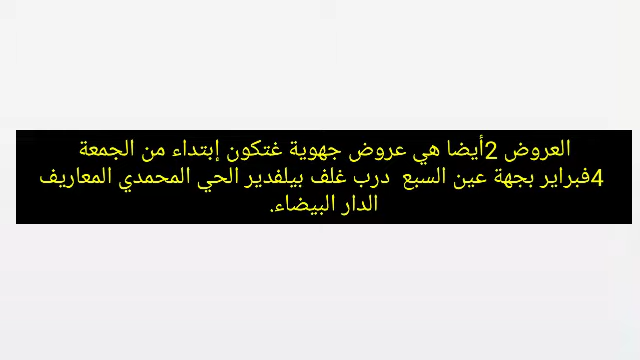 العروض 2أيضا هي عروض جهوية غتكون إبتداء من الجمعة
4فبراير بجهة عين السبع  درب غلف بيلفدير الحي المحمدي المعاريف
الدار البيضاء.